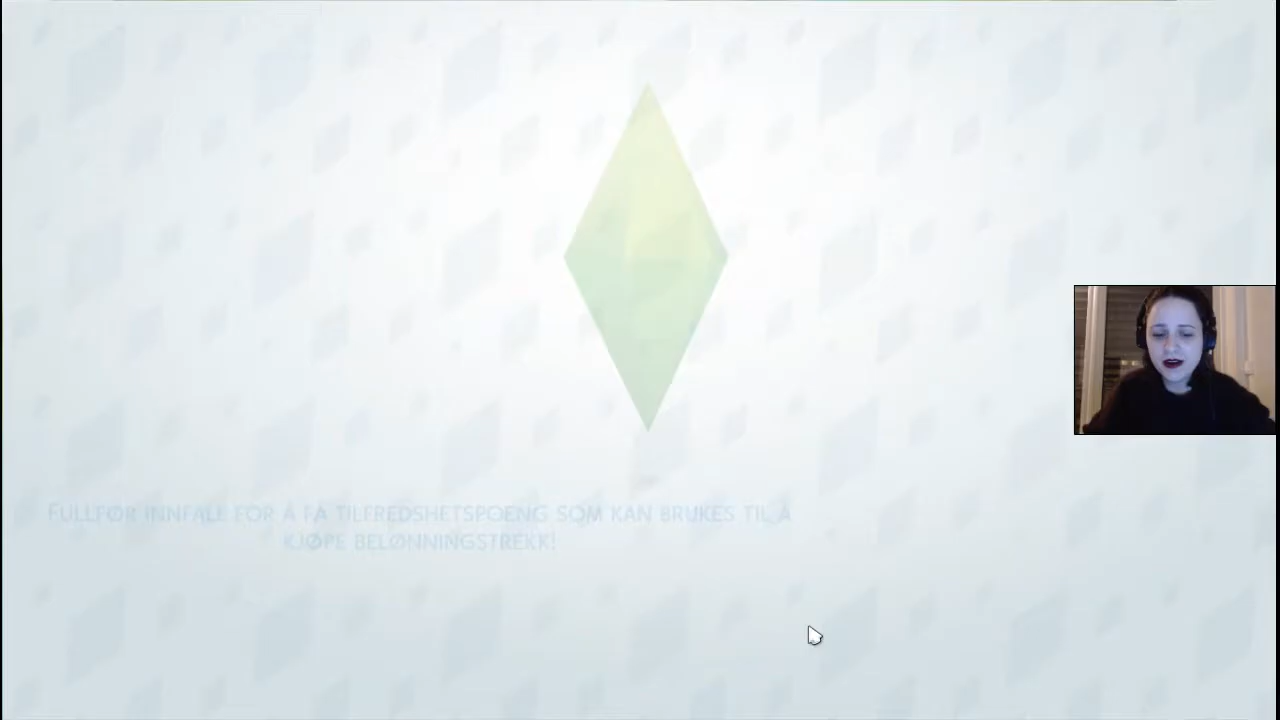 FULLFØR INNFALL FOR Å FÅ TILFREDSHETSPOENG SOM KAN BRUKES TIL Å
KJØPE BELØNNINGSTREKK!